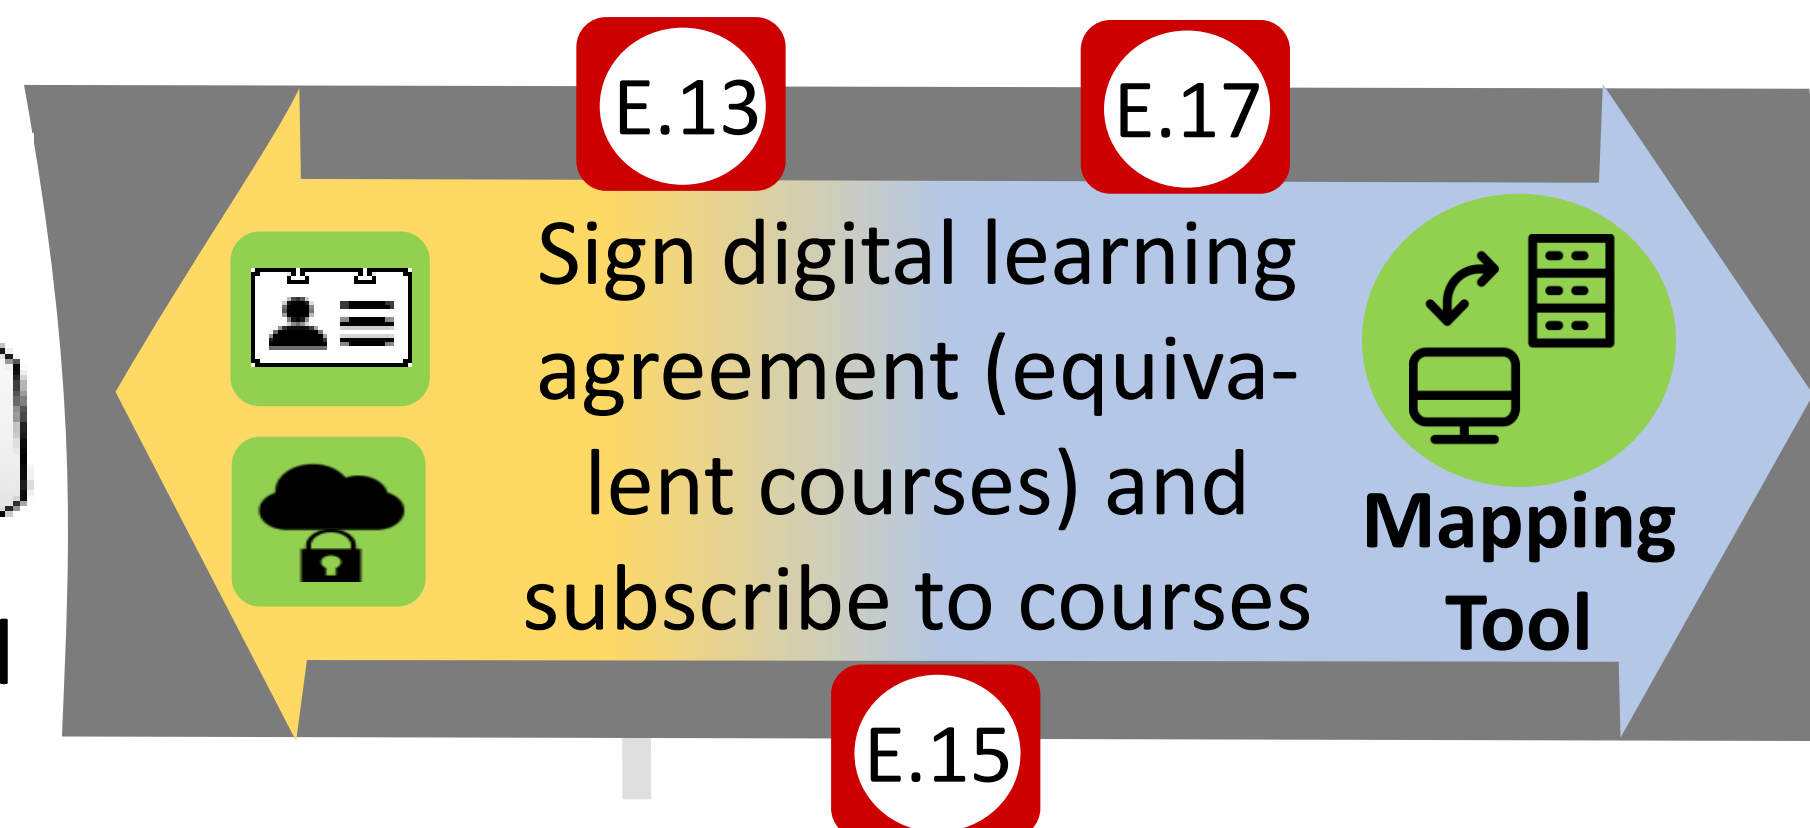 E.13
E.17
Sign digital learning
agreement (equiva-
lent courses) and
subscribe to courses
Mapping
Tool
E.15